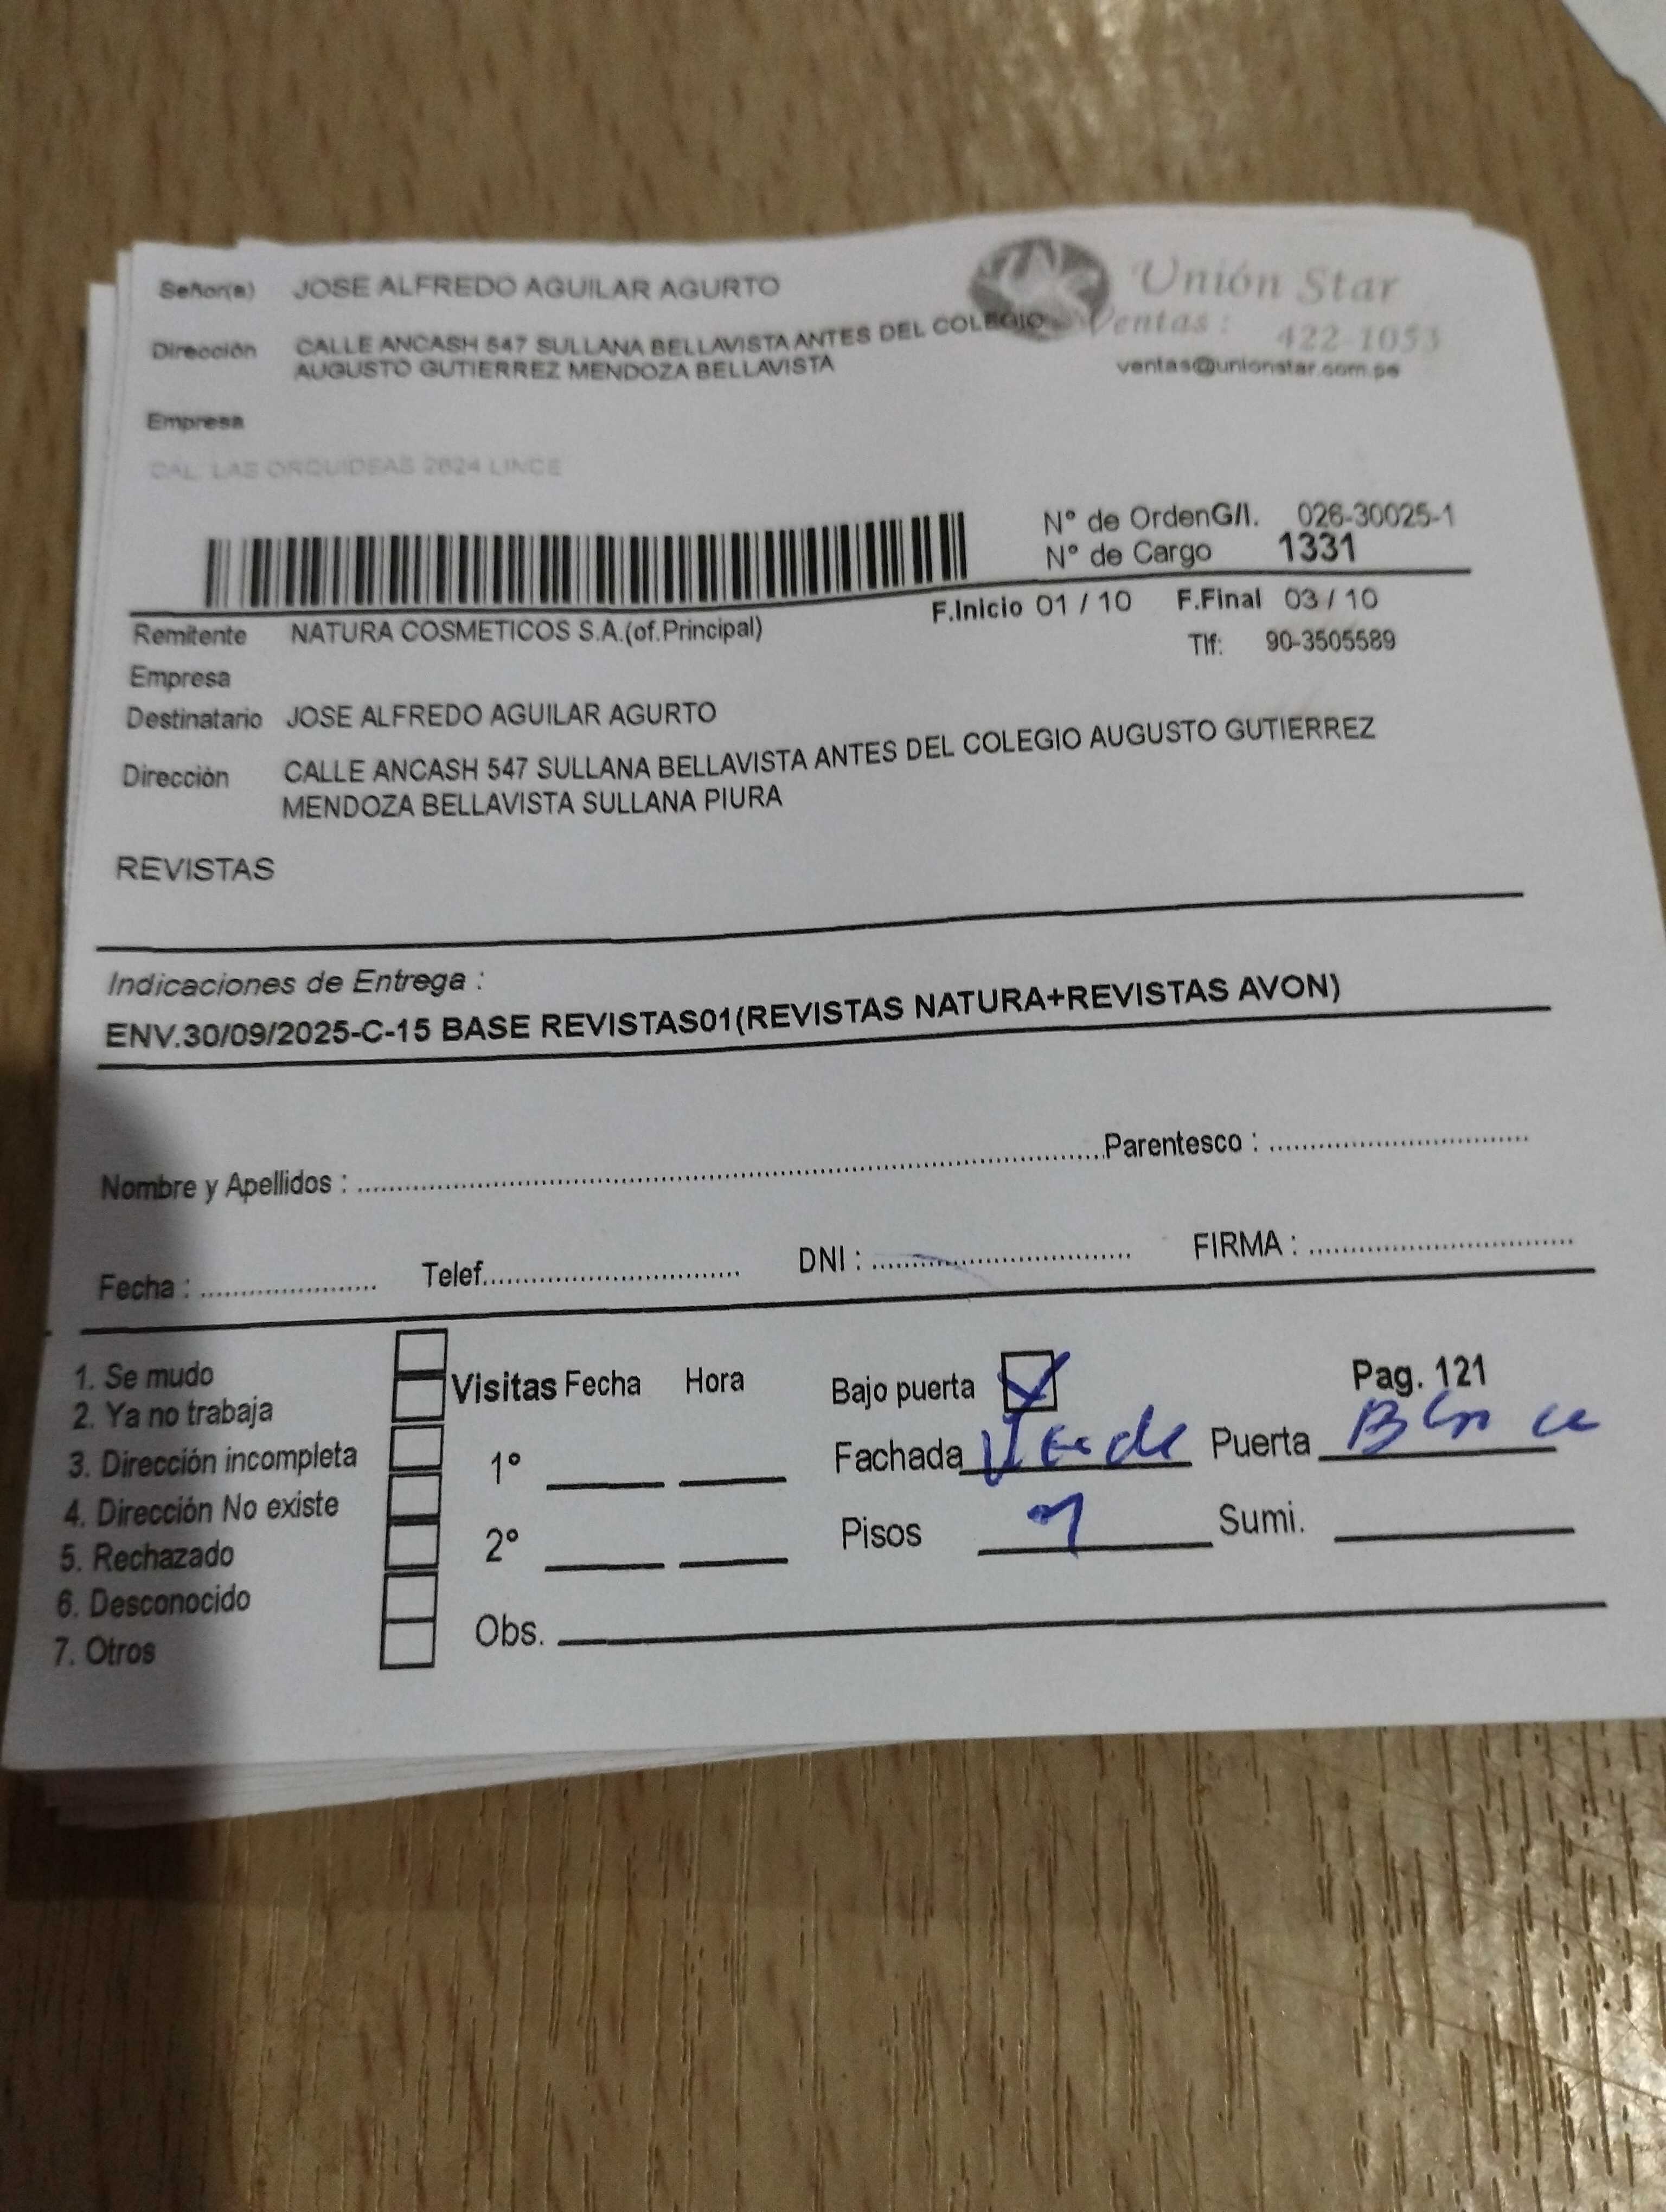 Señor(a) JOSE ALFREDO AGUILAR AGURTO
Unión Star
Dirección CALLE ANCASH 547 SULLANA BELLAVISTA ANTES DEL COLEGIO
AUGUSTO GUTIERREZ MENDOZA BELLAVISTA
Ventas: 422-1053
ventas@unionstar.com.pe
Empresa
CAL. LAS ORQUIDEAS 2624 LINCE
N° de OrdenG/I. 026-30025-1
N° de Cargo 1331
F.Inicio 01 / 10 F.Final 03 / 10
Remitente NATURA COSMETICOS S.A.(of.Principal)
Tlf: 90-3505589
Empresa
Destinatario JOSE ALFREDO AGUILAR AGURTO
Dirección CALLE ANCASH 547 SULLANA BELLAVISTA ANTES DEL COLEGIO AUGUSTO GUTIERREZ
MENDOZA BELLAVISTA SULLANA PIURA
REVISTAS
Indicaciones de Entrega :
ENV.30/09/2025-C-15 BASE REVISTAS01(REVISTAS NATURA+REVISTAS AVON)
Nombre y Apellidos : Parentesco :
Fecha : Telef. DNI : FIRMA :
1. Se mudo
2. Ya no trabaja
3. Dirección incompleta
4. Dirección No existe
5. Rechazado
6. Desconocido
7. Otros
Visitas Fecha Hora
1°
2°
Obs.
Bajo puerta Pag. 121
Fachada Verde Puerta Blnca
Pisos 1 Sumi.